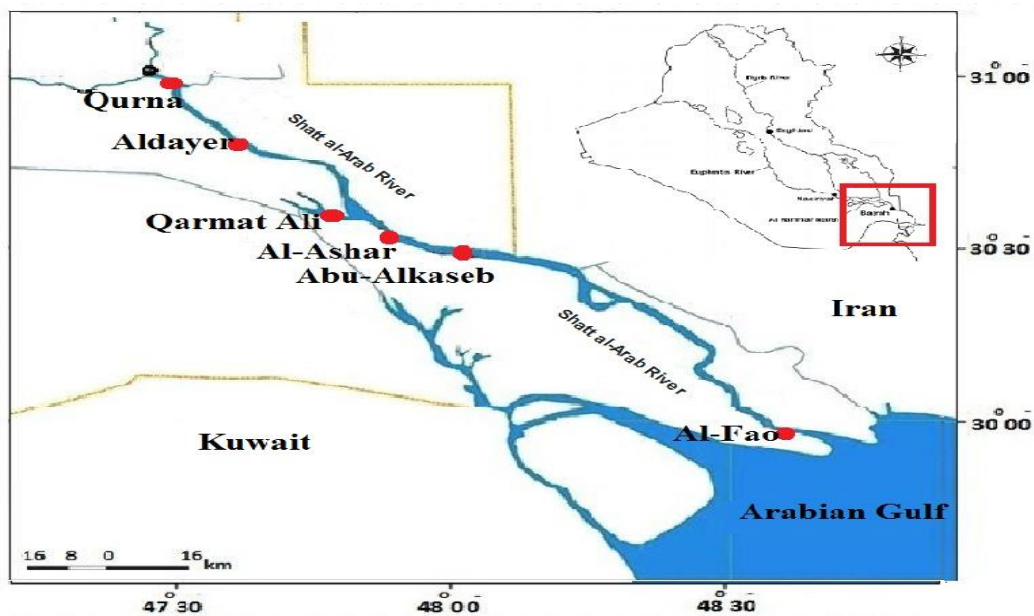 Qurna
Aldayer
Shatt al-Arab River
Qarmat Ali
Al-Ashar
Abu-Alkaseb
Shatt al-Arab River
Iran
Kuwait
Al-Fao
Arabian Gulf
Euphratis River
Basrah
31 00
30 30
30 00
16 8 0 16
km
47 30
48 00
48 30